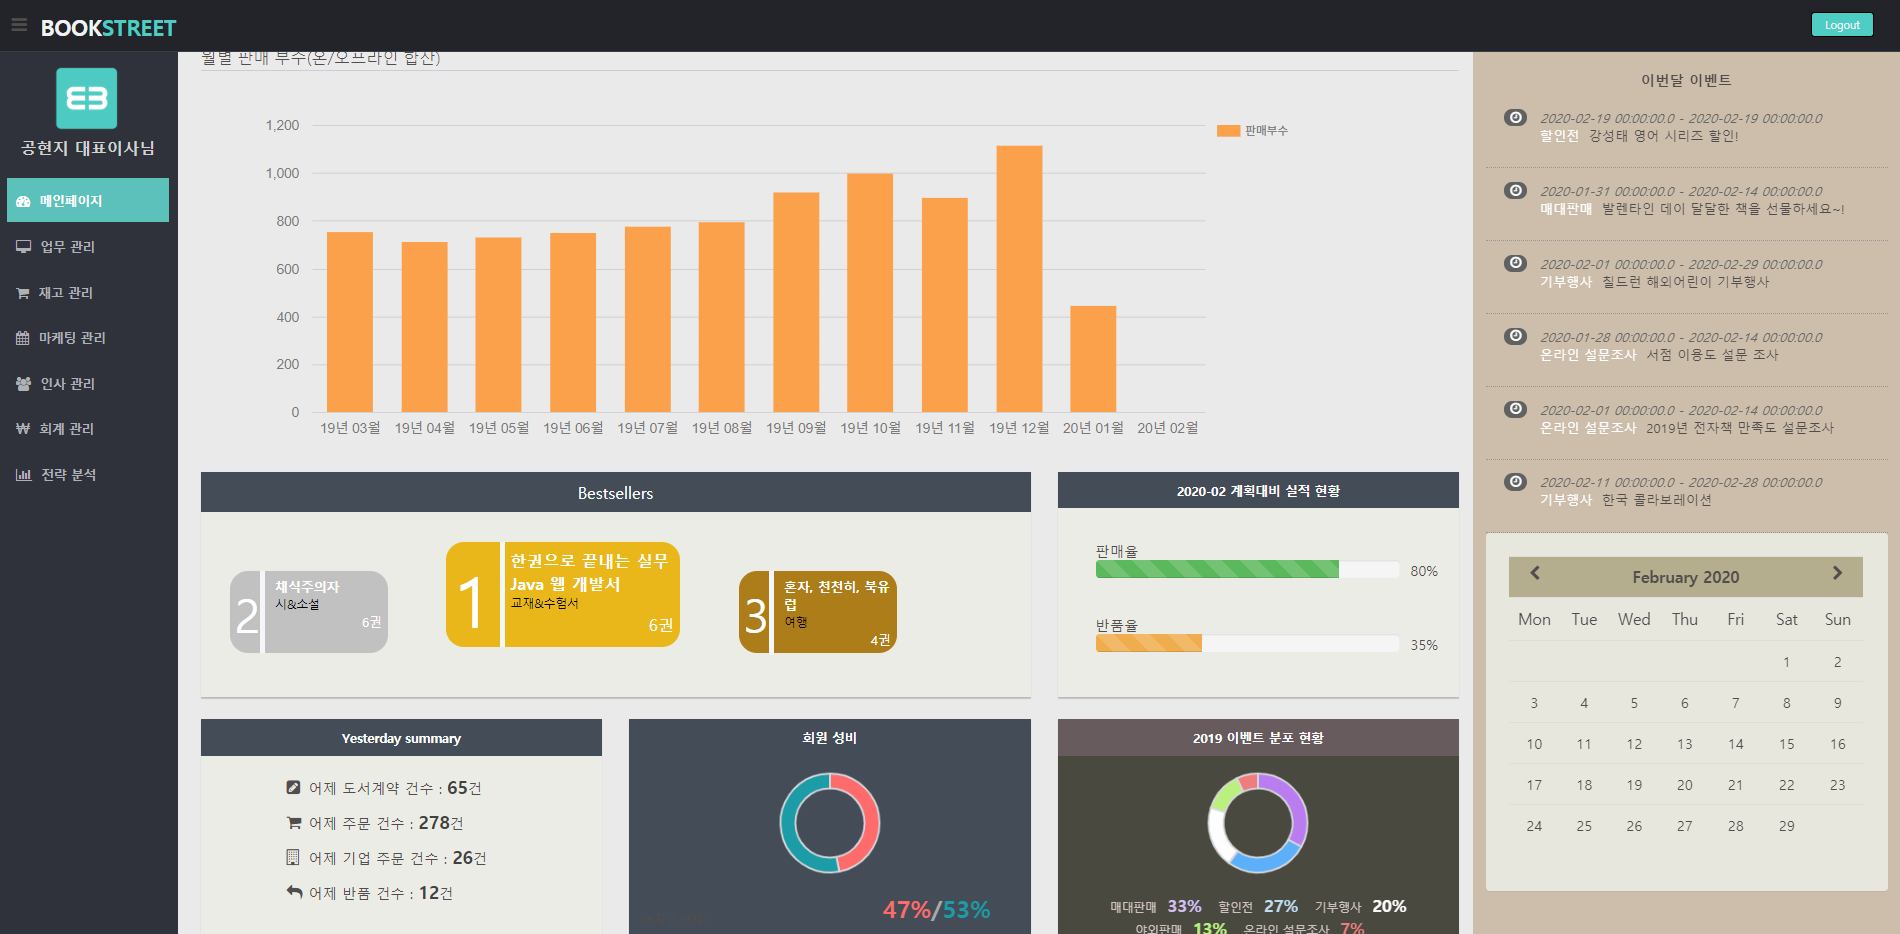 BOOKSTREET
Logout
공현지 대표이사님
메인페이지
업무 관리
재고 관리
마케팅 관리
인사 관리
회계 관리
전략 분석
월별 판매 부수(온/오프라인 합산)
1,200
1,000
800
600
400
200
0
판매부수
19년 03월 19년 04월 19년 05월 19년 06월 19년 07월 19년 08월 19년 09월 19년 10월 19년 11월 19년 12월 20년 01월 20년 02월
Bestsellers
2
채식주의자
시&소설
6권
1
한권으로 끝내는 실무
Java 웹 개발서
교재&수험서
6권
3
혼자, 천천히, 북유
럽
여행
4권
2020-02 계획대비 실적 현황
판매율
80%
반품율
35%
Yesterday summary
어제 도서계약 건수 : 65건
어제 주문 건수 : 278건
어제 기업 주문 건수 : 26건
어제 반품 건수 : 12건
회원 성비
47%/53%
2019 이벤트 분포 현황
매대판매 33% 할인전 27% 기부행사 20%
야외판매 13% 온라인 설문조사 7%
이번달 이벤트
2020-02-19 00:00:00.0 - 2020-02-19 00:00:00.0
할인전 강성태 영어 시리즈 할인!
2020-01-31 00:00:00.0 - 2020-02-14 00:00:00.0
매대판매 발렌타인 데이 달달한 책을 선물하세요~!
2020-02-01 00:00:00.0 - 2020-02-29 00:00:00.0
기부행사 칠드런 해외어린이 기부행사
2020-01-28 00:00:00.0 - 2020-02-14 00:00:00.0
온라인 설문조사 서점 이용도 설문 조사
2020-02-01 00:00:00.0 - 2020-02-14 00:00:00.0
온라인 설문조사 2019년 전자책 만족도 설문조사
2020-02-11 00:00:00.0 - 2020-02-28 00:00:00.0
기부행사 한국 콜라보레이션
February 2020
Mon Tue Wed Thu Fri Sat Sun
1 2
3 4 5 6 7 8 9
10 11 12 13 14 15 16
17 18 19 20 21 22 23
24 25 26 27 28 29